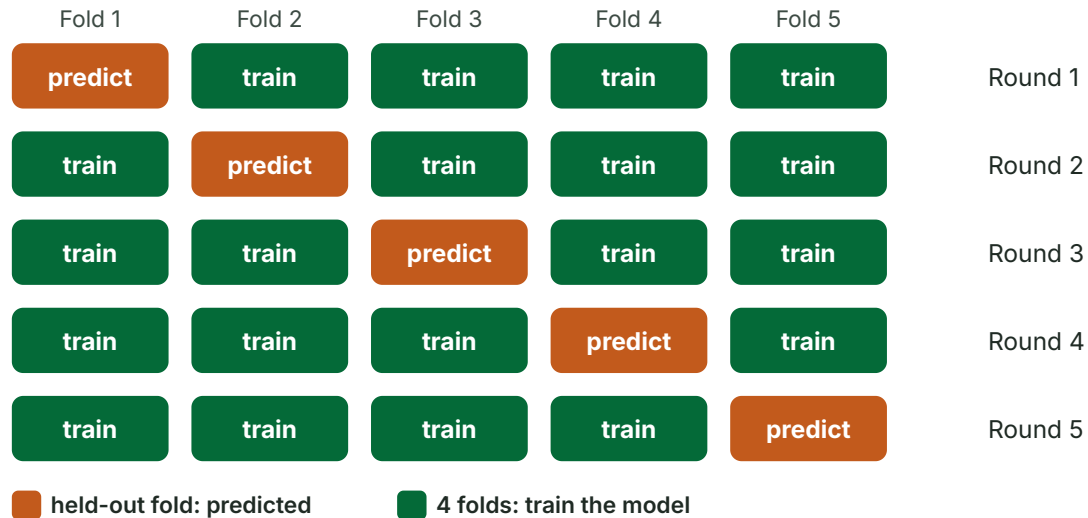 Fold 1 Fold 2 Fold 3 Fold 4 Fold 5
predict train train train train Round 1
train predict train train train Round 2
train train predict train train Round 3
train train train predict train Round 4
train train train train predict Round 5
held-out fold: predicted 4 folds: train the model